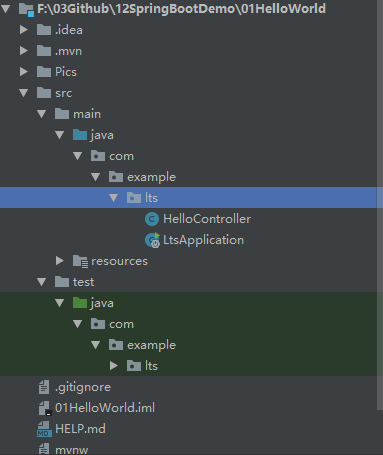 F:\03Github\12SpringBootDemo\01HelloWorld
.idea
.mvn
Pics
src
main
java
com
example
lts
HelloController
LtsApplication
resources
test
java
com
example
lts
.gitignore
01HelloWorld.iml
HELP.md
mvnw